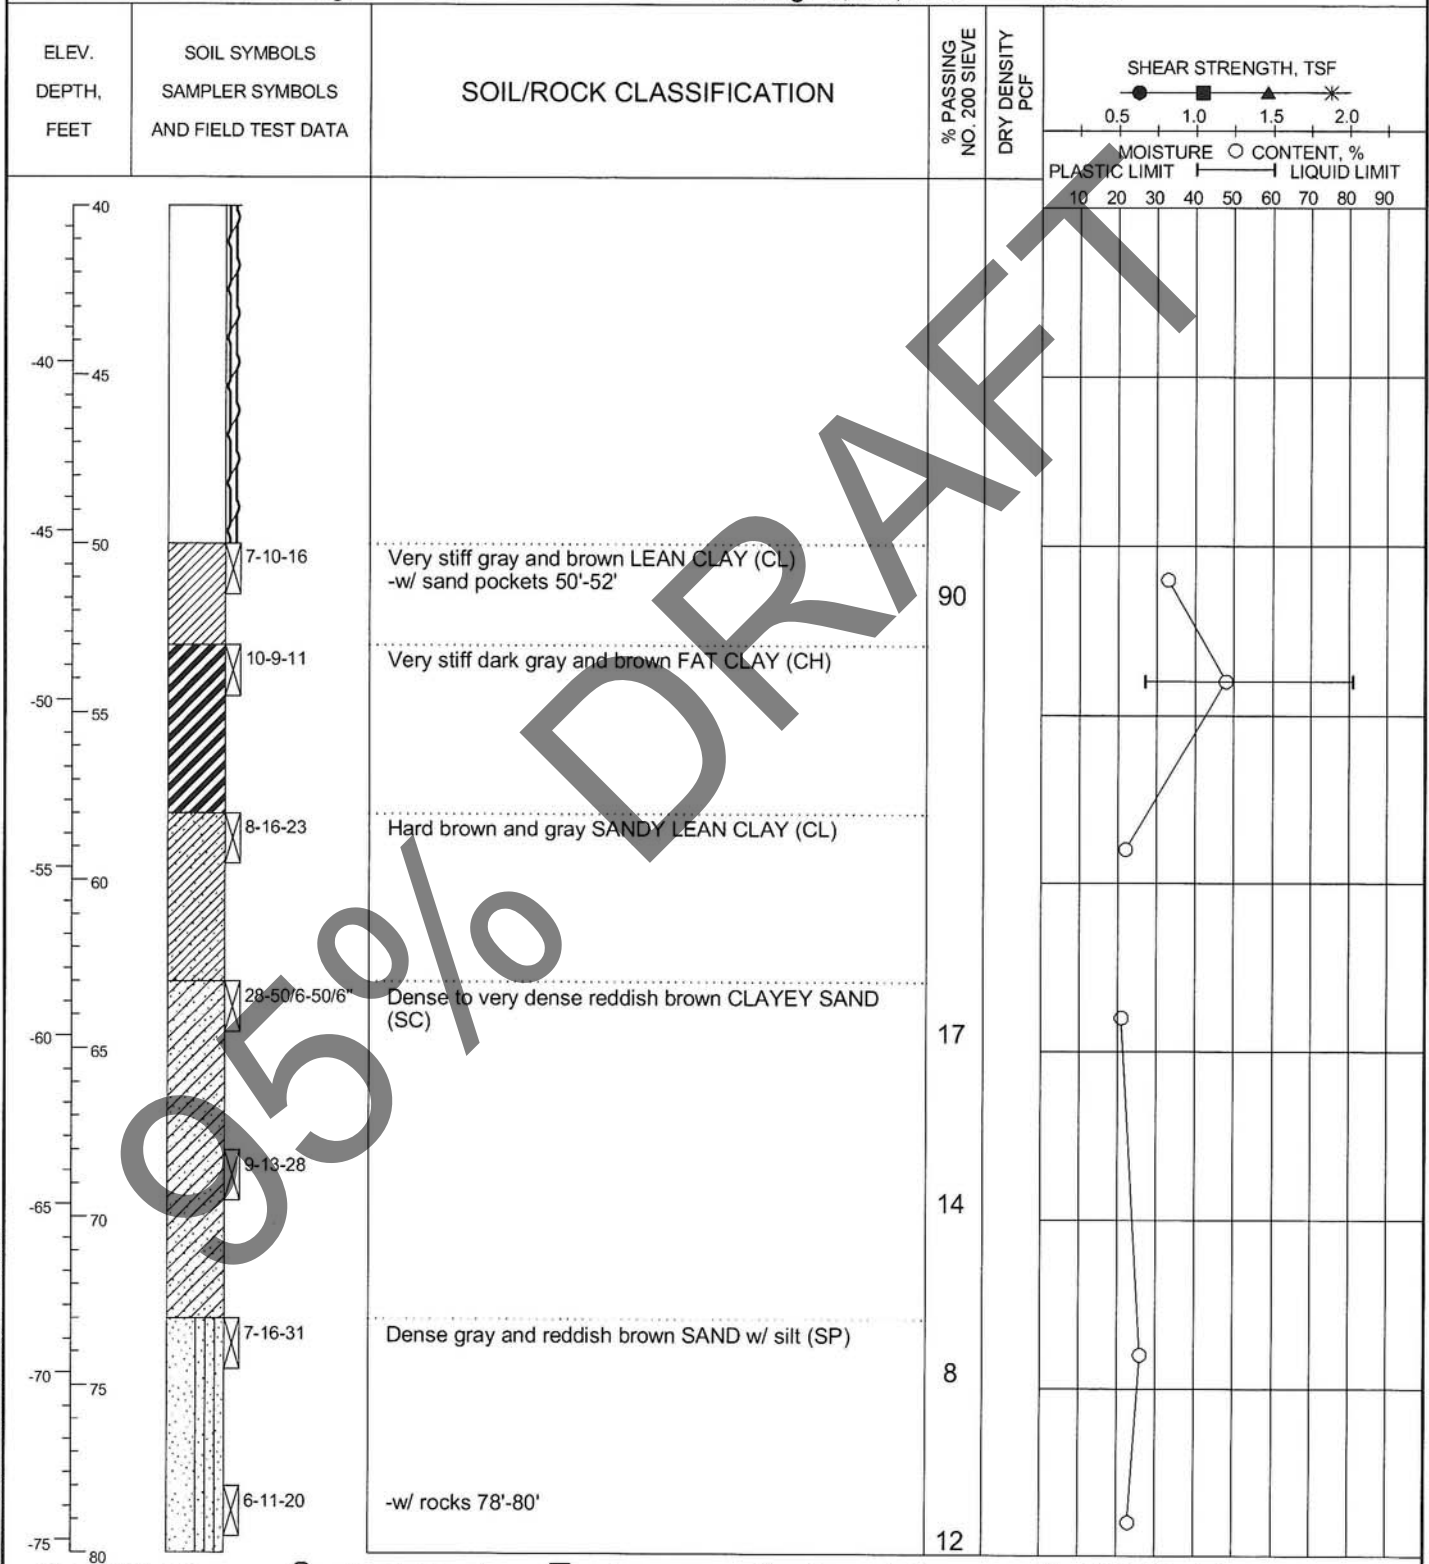 ELEV.
DEPTH,
FEET
SOIL SYMBOLS
SAMPLER SYMBOLS
AND FIELD TEST DATA
SOIL/ROCK CLASSIFICATION
% PASSING
NO. 200 SIEVE
DRY DENSITY
PCF
SHEAR STRENGTH, TSF
0.5 1.0 1.5 2.0
MOISTURE CONTENT, %
PLASTIC LIMIT LIQUID LIMIT
10 20 30 40 50 60 70 80 90
40
-40
45
-45
50
7-10-16
Very stiff gray and brown LEAN CLAY (CL)
-w/ sand pockets 50'-52'
90
10-9-11
Very stiff dark gray and brown FAT CLAY (CH)
-50
55
8-16-23
Hard brown and gray SANDY LEAN CLAY (CL)
-55
60
28-50/6-50/6"
Dense to very dense reddish brown CLAYEY SAND
(SC)
17
-60
65
9-13-28
14
-65
70
7-16-31
Dense gray and reddish brown SAND w/ silt (SP)
8
-70
75
6-11-20
-w/ rocks 78'-80'
12
-75
80
95% DRAFT